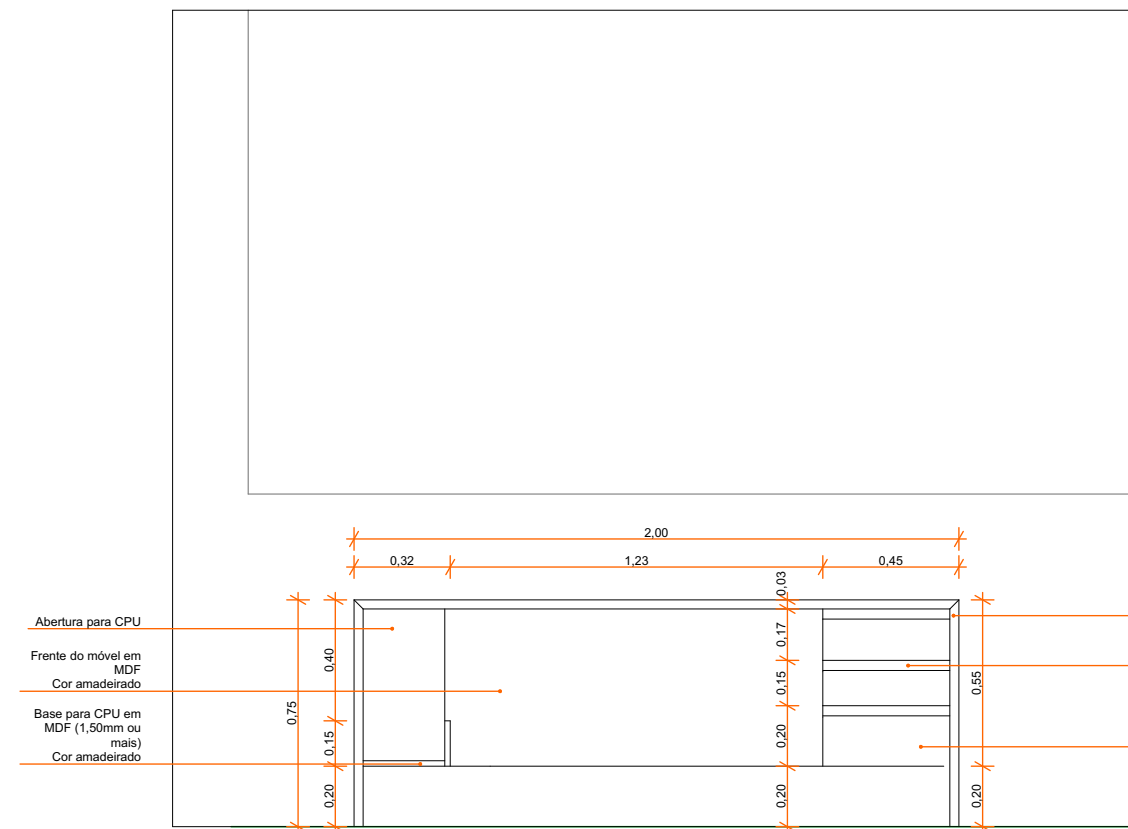 2,00
0,32
1,23
0,45
0,03
Abertura para CPU
Frente do móvel em
MDF
Cor amadeirado
Base para CPU em
MDF (1,50mm ou
mais)
Cor amadeirado
0,75
0,40
0,15
0,20
0,17
0,15
0,20
0,20
0,55
0,20